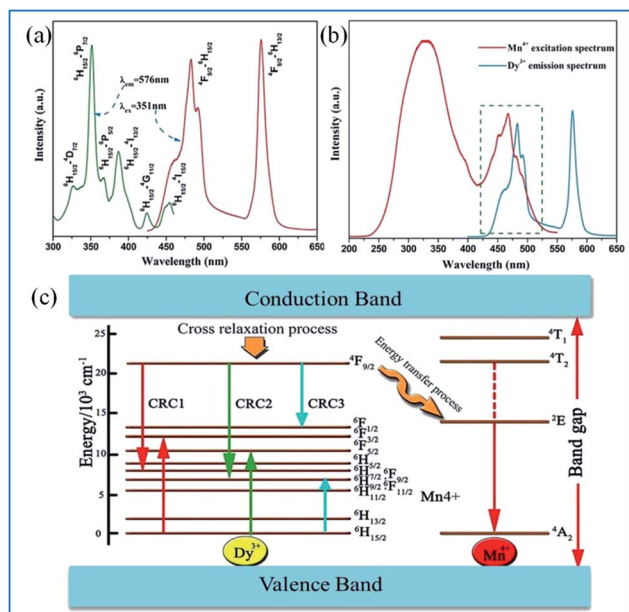 (a)
⁶H₁₅/₂-⁴D₇/₂
⁶H₁₅/₂-⁶P₇/₂
⁶H₁₅/₂-⁶P₅/₂
⁶H₁₅/₂-⁴I₁₃/₂
⁶H₁₅/₂-⁴G₁₁/₂
⁶H₁₅/₂-⁴I₁₅/₂
⁴F₉/₂-⁶H₁₅/₂
⁴F₉/₂-⁶H₁₃/₂
λem=576nm
λex=351nm
Intensity (a.u.)
300 350 400 450 500 550 600 650
Wavelength (nm)
(b)
Mn⁴⁺ excitation spectrum
Dy³⁺ emission spectrum
Intensity (a.u.)
200 250 300 350 400 450 500 550 600 650
Wavelength (nm)
(c)
Conduction Band
Cross relaxation process
Energy transfer process
Energy/10³ cm⁻¹
25
20
15
10
5
0
CRC1
CRC2
CRC3
⁴F₉/₂
⁶F₁/₂
⁶F₃/₂
⁶F₅/₂
⁶H₅/₂
⁶H₇/₂·⁶F₉/₂
⁶H₉/₂·⁶F₁₁/₂
⁶H₁₁/₂
⁶H₁₃/₂
⁶H₁₅/₂
Dy³⁺
Mn4+
⁴T₁
⁴T₂
²E
⁴A₂
Mn⁴⁺
Band gap
Valence Band